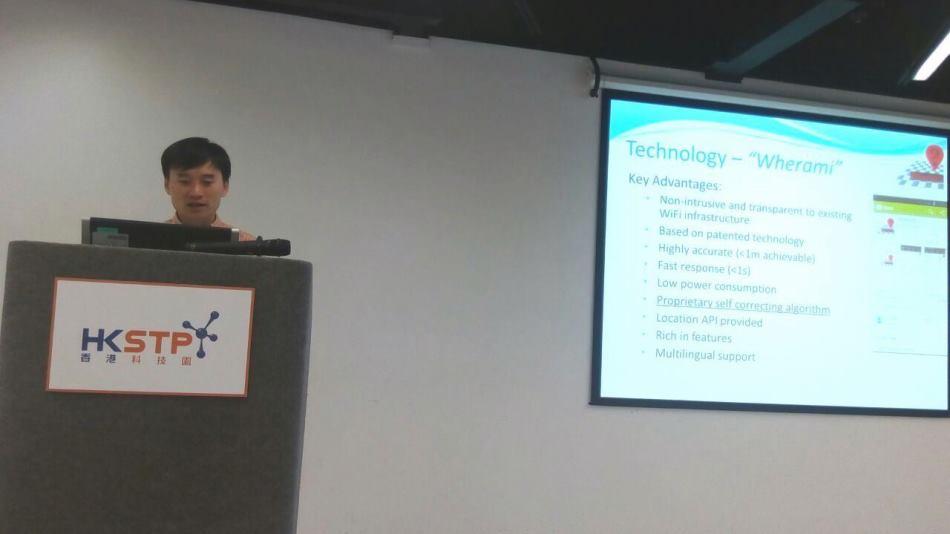 HKSTP
香港科技園
Technology – "Wherami"
Key Advantages:
Non-intrusive and transparent to existing
WiFi infrastructure
Based on patented technology
Highly accurate (<1m achievable)
Fast response (<1s)
Low power consumption
Proprietary self correcting algorithm
Location API provided
Rich in features
Multilingual support